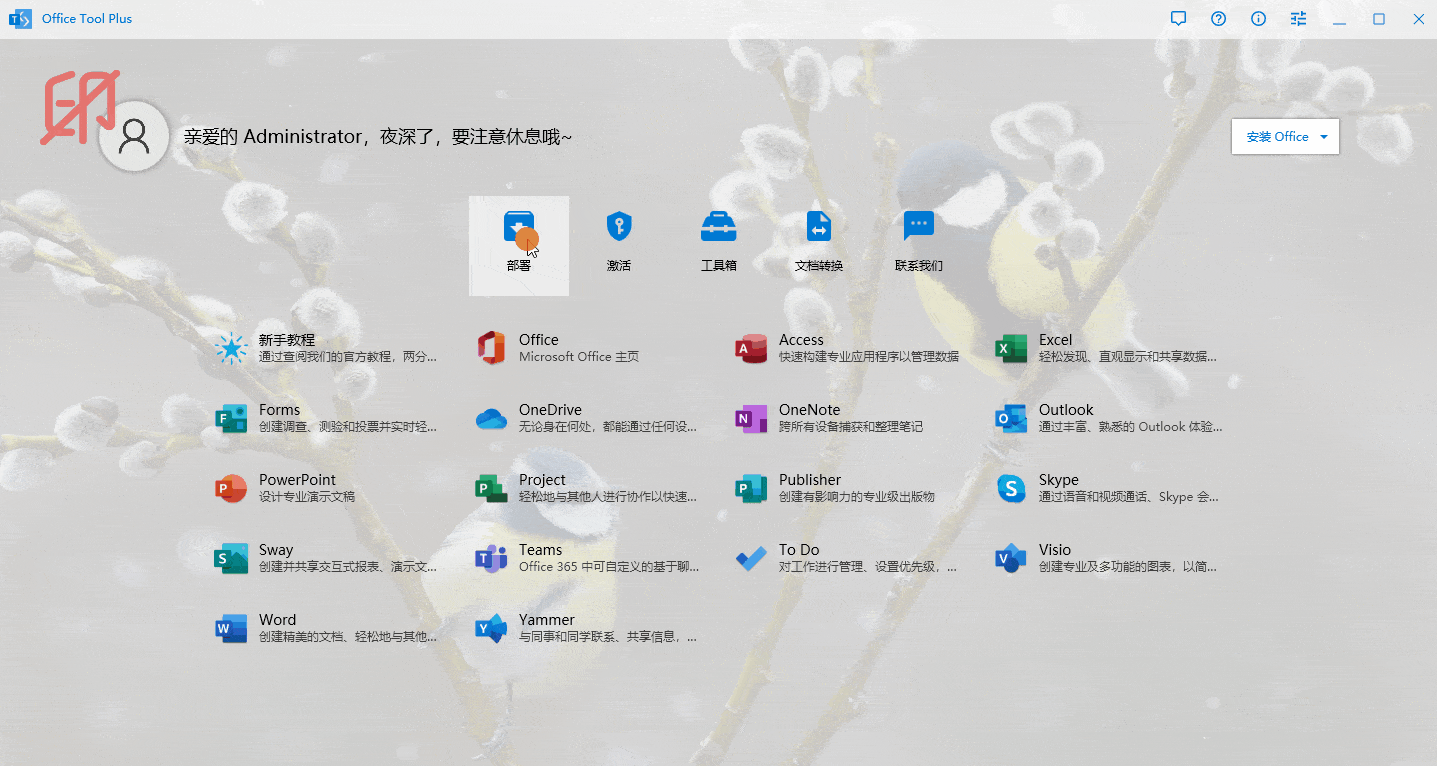 Office Tool Plus
亲爱的 Administrator，夜深了，要注意休息哦~
安装 Office
部署
激活
工具箱
文档转换
联系我们
新手教程
通过查阅我们的官方教程，两分...
Office
Microsoft Office 主页
Access
快速构建专业应用程序以管理数据
Excel
轻松发现、直观显示和共享数据...
Forms
创建调查、测验和投票并实时轻...
OneDrive
无论身在何处，都能通过任何设...
OneNote
跨所有设备捕获和整理笔记
Outlook
通过丰富、熟悉的 Outlook 体验...
PowerPoint
设计专业演示文稿
Project
轻松地与其他人进行协作以快速...
Publisher
创建有影响力的专业级出版物
Skype
通过语音和视频通话、Skype 会...
Sway
创建并共享交互式报表、演示文...
Teams
Office 365 中可自定义的基于聊...
To Do
对工作进行管理、设置优先级，...
Visio
创建专业及多功能的图表，以简...
Word
创建精美的文档、轻松地与其他...
Yammer
与同事和同学联系、共享信息，...